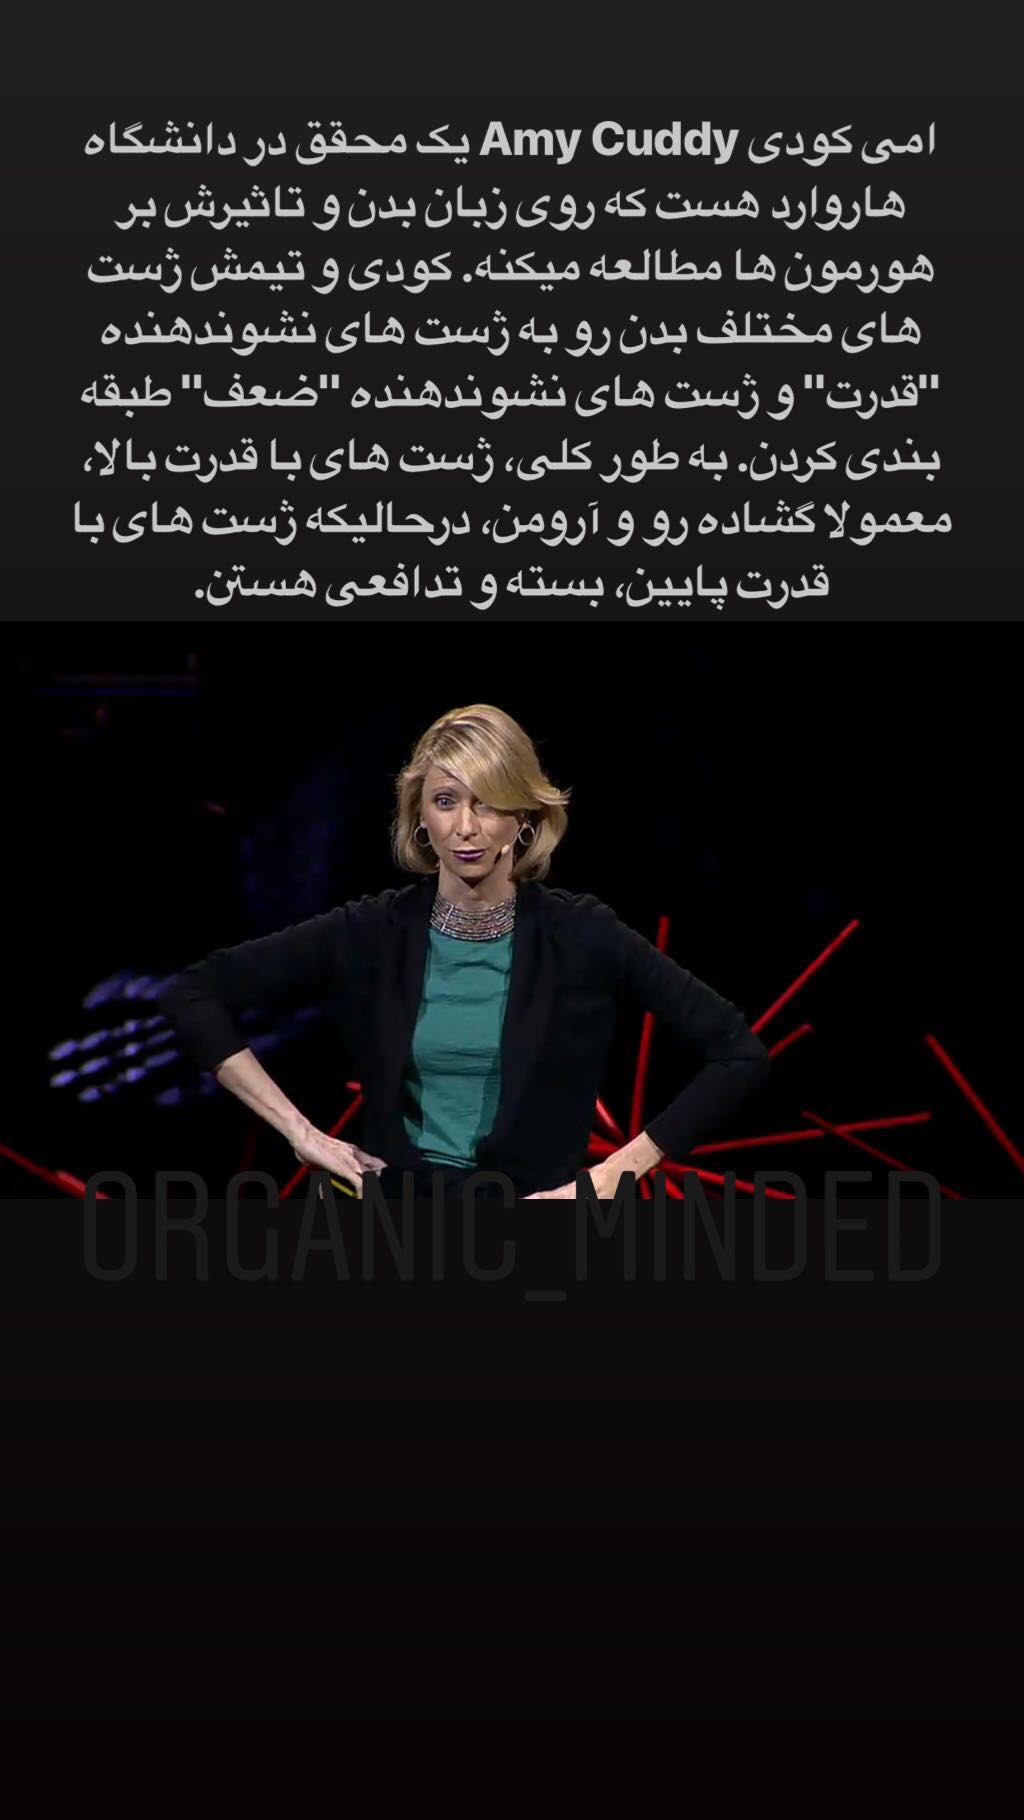 امی کودی Amy Cuddy یک محقق در دانشگاه
هاروارد هست که روی زبان بدن و تاثیرش بر
هورمون ها مطالعه میکنه. کودی و تیمش ژست
های مختلف بدن رو به ژست های نشوندهنده
"قدرت" و ژست های نشوندهنده "ضعف" طبقه
بندی کردن. به طور کلی، ژست های با قدرت بالا،
معمولا گشاده رو و آرومن، درحالیکه ژست های با
قدرت پایین، بسته و تدافعی هستن.
ORGANIC_MINDED